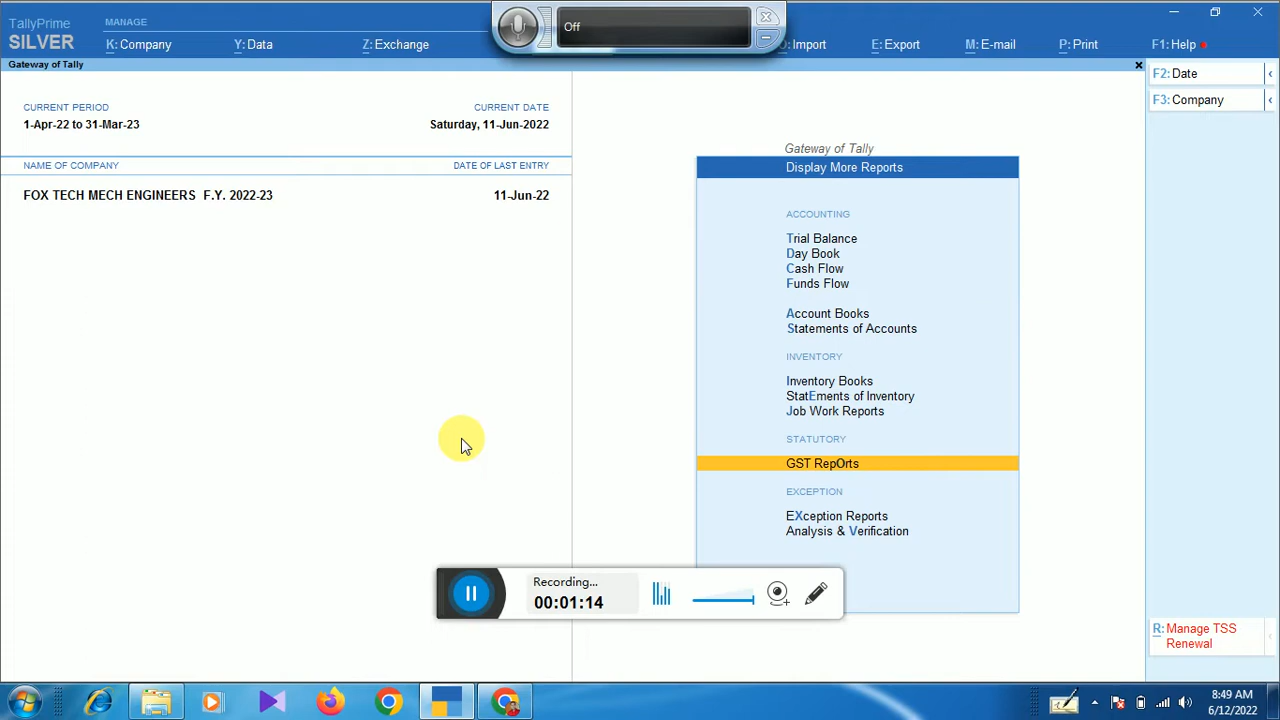 TallyPrime
SILVER
MANAGE
K: Company
Y: Data
Z: Exchange
Off
: Import
E: Export
M: E-mail
P: Print
F1: Help
Gateway of Tally
F2: Date
F3: Company
CURRENT PERIOD
CURRENT DATE
1-Apr-22 to 31-Mar-23
Saturday, 11-Jun-2022
NAME OF COMPANY
DATE OF LAST ENTRY
FOX TECH MECH ENGINEERS F.Y. 2022-23
11-Jun-22
Gateway of Tally
Display More Reports
ACCOUNTING
Trial Balance
Day Book
Cash Flow
Funds Flow
Account Books
Statements of Accounts
INVENTORY
Inventory Books
StatEments of Inventory
Job Work Reports
STATUTORY
GST RepOrts
EXCEPTION
EXception Reports
Analysis & Verification
Recording...
00:01:14
R: Manage TSS
Renewal
8:49 AM
6/12/2022